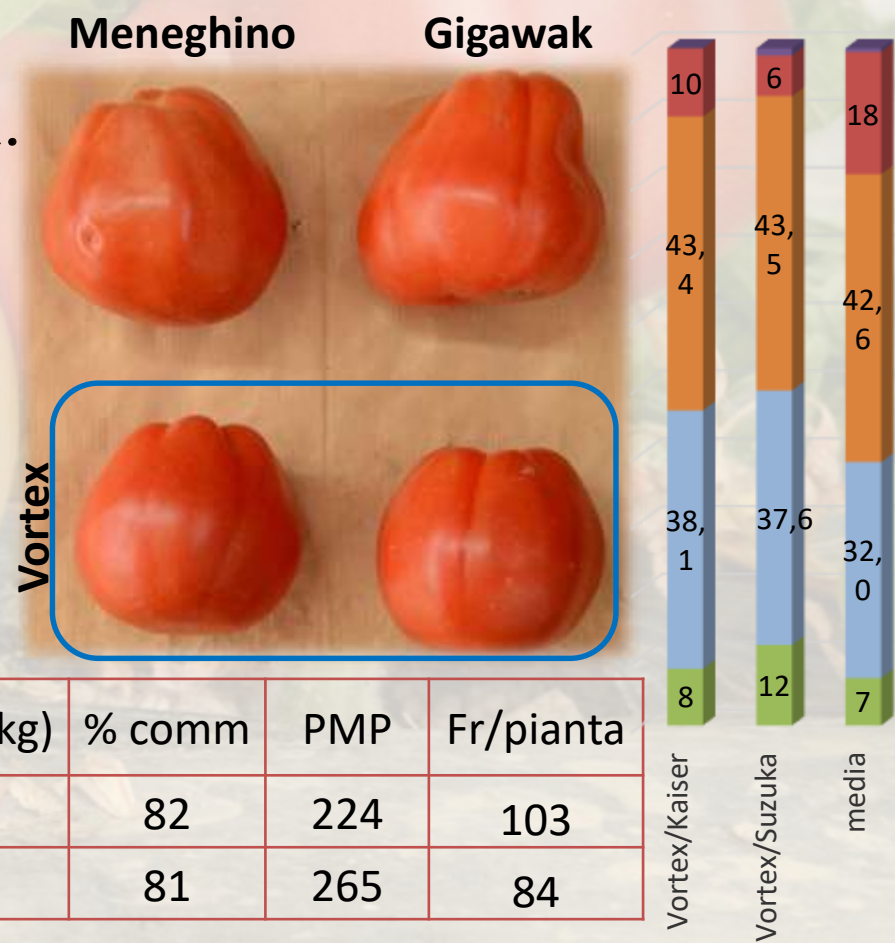 Meneghino Gigawak
.
Vortex
10
43,
4
38,
1
8
6
43,
5
37,6
12
18
42,
6
32,
0
7
Vortex/Kaiser
Vortex/Suzuka
media
kg) % comm PMP Fr/pianta
82 224 103
81 265 84